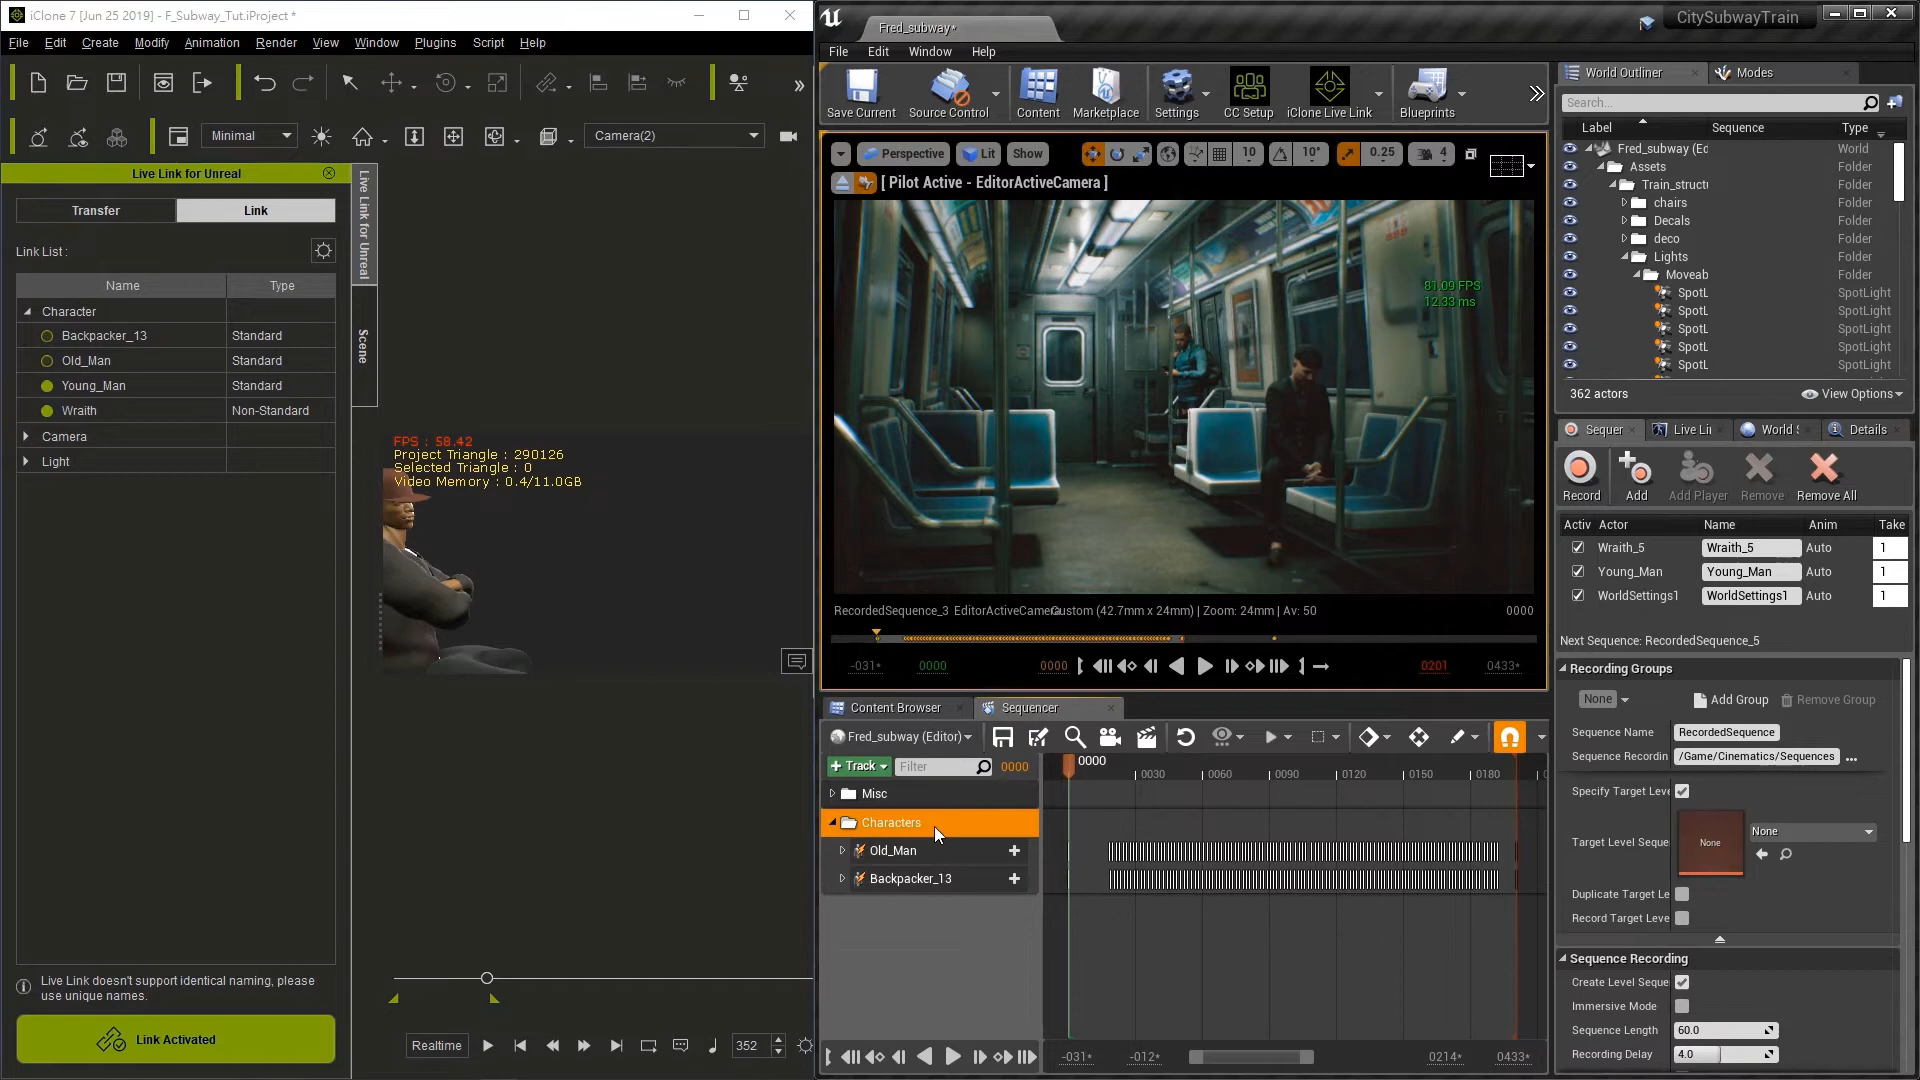 iClone 7 [Jun 25 2019] - F_Subway_Tut.iProject *
File Edit Create Modify Animation Render View Window Plugins Script Help
Minimal
Camera(2)
Live Link for Unreal
Transfer Link
Link List :
Name Type
Character
Backpacker_13 Standard
Old_Man Standard
Young_Man Standard
Wraith Non-Standard
Camera
Light
Live Link doesn't support identical naming, please
use unique names.
Link Activated
Live Link for Unreal
Scene
FPS : 58.42
Project Triangle : 290126
Selected Triangle : 0
Video Memory : 0.4/11.0GB
Realtime
352
Fred_subway*
CitySubwayTrain
File Edit Window Help
Save Current Source Control Content Marketplace Settings CC Setup iClone Live Link Blueprints
Perspective Lit Show 10 10° 0.25 4
[ Pilot Active - EditorActiveCamera ]
81.09 FPS
12.33 ms
RecordedSequence_3 EditorActiveCamera Custom (42.7mm x 24mm) | Zoom: 24mm | Av: 50 0000
-031* 0000 0000 0201 0433*
Content Browser Sequencer
Fred_subway (Editor)
+ Track Filter 0000
0000
0030 0060 0090 0120 0150 0180
Misc
Characters
Old_Man
Backpacker_13
-031* -012* 0214* 0433*
World Outliner Modes
Search...
Label Sequence Type
Fred_subway (Ed World
Assets Folder
Train_struct Folder
chairs Folder
Decals Folder
deco Folder
Lights Folder
Moveab Folder
SpotL SpotLight
SpotL SpotLight
SpotL SpotLight
SpotL SpotLight
SpotL SpotLight
362 actors View Options
Sequer Live Li World S Details
Record Add Add Player Remove Remove All
Activ Actor Name Anim Take
Wraith_5 Wraith_5 Auto 1
Young_Man Young_Man Auto 1
WorldSettings1 WorldSettings1 Auto 1
Next Sequence: RecordedSequence_5
Recording Groups
None Add Group Remove Group
Sequence Name RecordedSequence
Sequence Recordin /Game/Cinematics/Sequences ...
Specify Target Leve
Target Level Seque None None
Duplicate Target Le
Record Target Leve
Sequence Recording
Create Level Seque
Immersive Mode
Sequence Length 60.0
Recording Delay 4.0